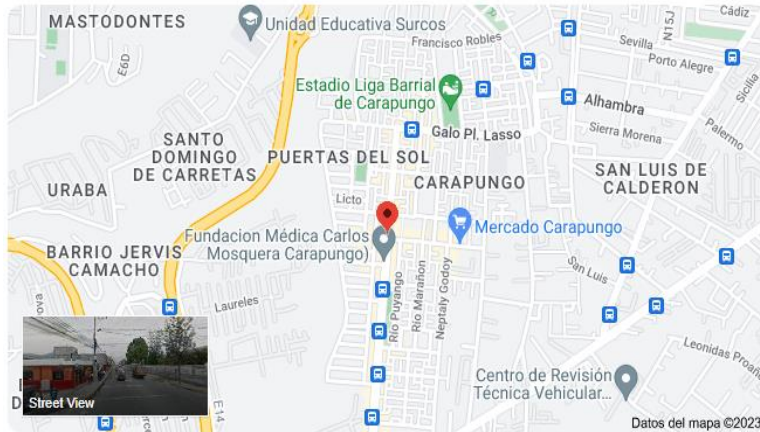 MASTODONTES
Unidad Educativa Surcos
Cádiz
Francisco Robles
Sevilla
N15J
E6D
Porto Alegre
Estadio Liga Barrial
de Carapungo
Alhambra
Sicilia
Galo Pl. Lasso
Sierra Morena
Palermo
SANTO
DOMINGO
DE CARRETAS
PUERTAS DEL SOL
CARAPUNGO
SAN LUIS DE
CALDERON
URABA
Licto
Mercado Carapungo
Fundacion Médica Carlos
Mosquera Carapungo)
BARRIO JERVIS
CAMACHO
San Luis
Río Puyango
Río Marañon
Neptaly Godoy
Laureles
Leonidas Proaño
Centro de Revisión
Técnica Vehicular...
Street View
E14
Datos del mapa ©2023